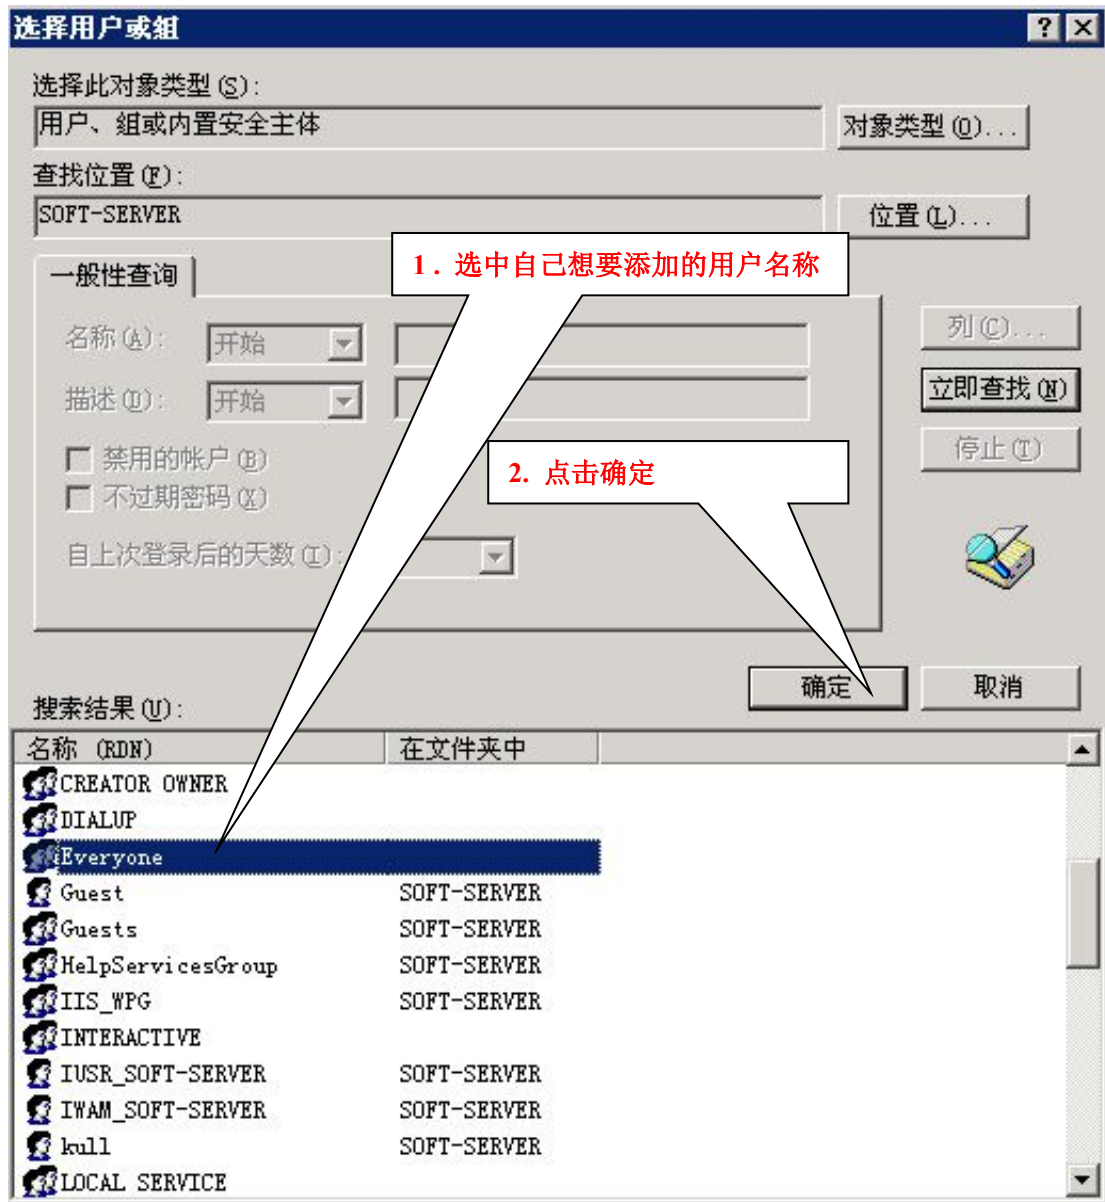 选择用户或组
选择此对象类型(S):
用户、组或内置安全主体
对象类型(O)...
查找位置(F):
SOFT-SERVER
位置(L)...
1．选中自己想要添加的用户名称
一般性查询
名称(A):
开始
列(C)...
描述(D):
开始
立即查找(N)
禁用的帐户(B)
停止(T)
2. 点击确定
不过期密码(X)
自上次登录后的天数(I):
确定
取消
搜索结果(U):
名称 (RDN)
在文件夹中
CREATOR OWNER
DIALUP
Everyone
Guest SOFT-SERVER
Guests SOFT-SERVER
HelpServicesGroup SOFT-SERVER
IIS_WPG SOFT-SERVER
INTERACTIVE
IUSR_SOFT-SERVER SOFT-SERVER
IWAM_SOFT-SERVER SOFT-SERVER
kull SOFT-SERVER
LOCAL SERVICE